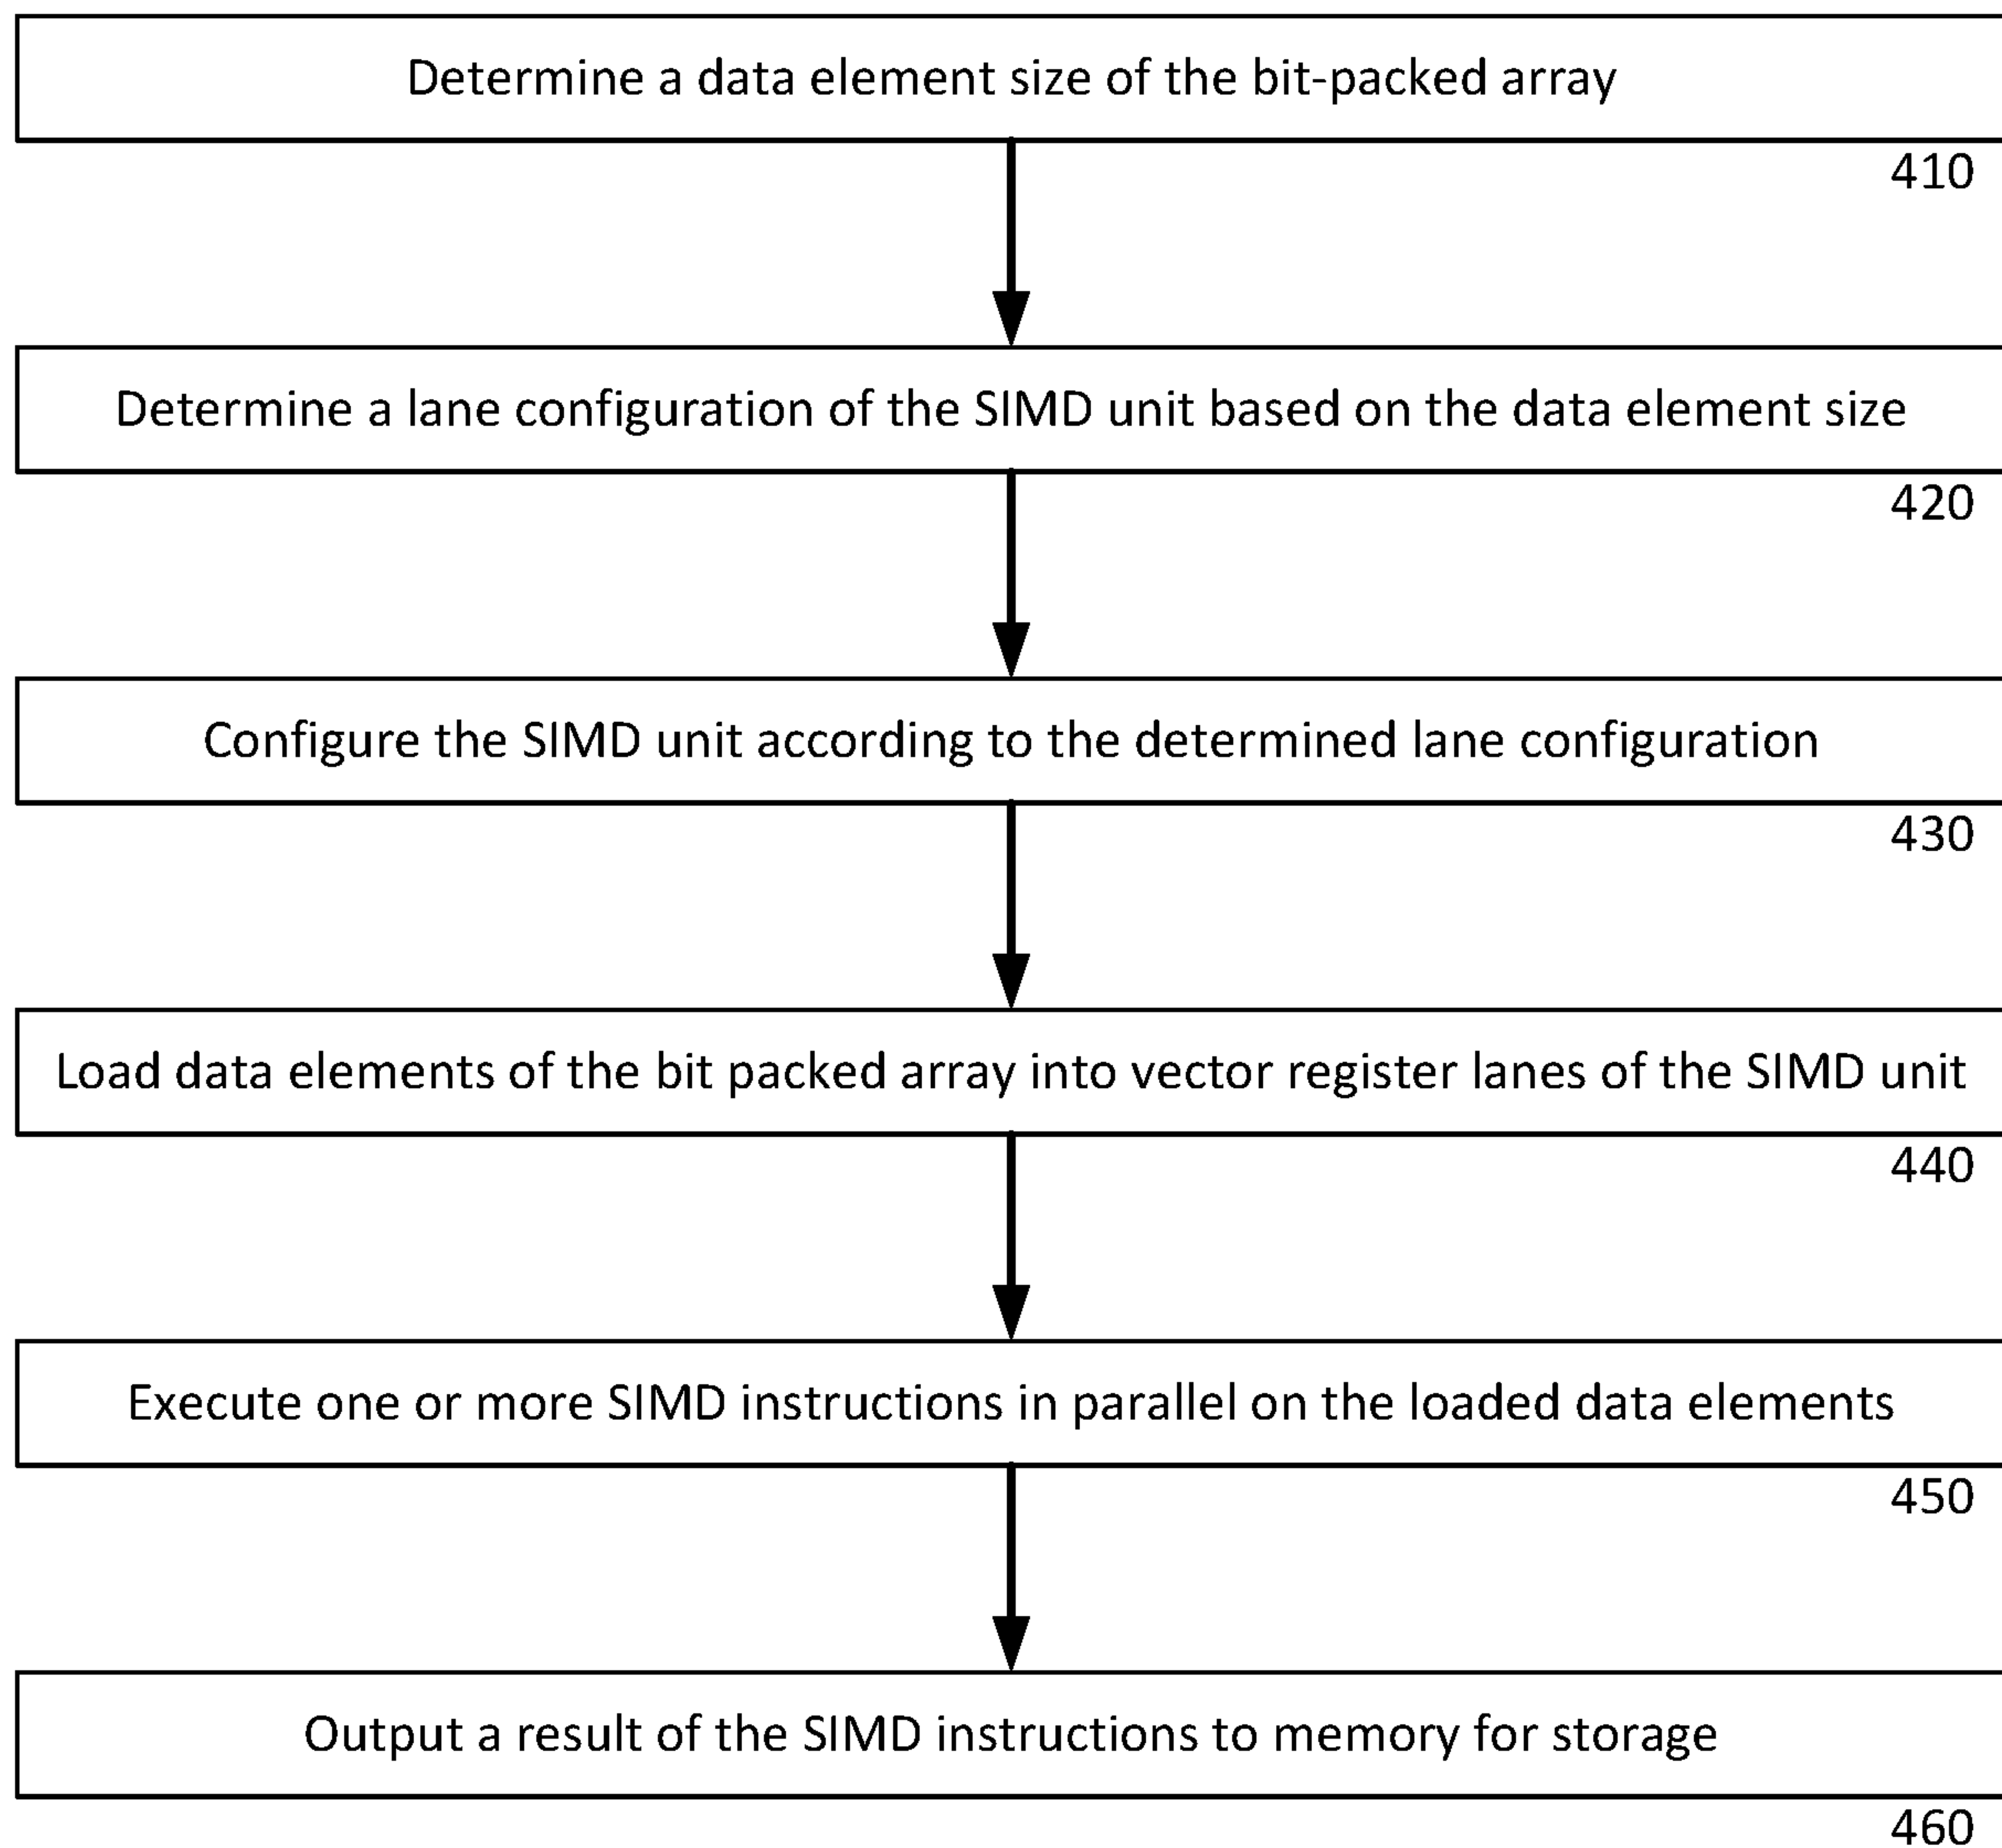 Determine a data element size of the bit-packed array
410
Determine a lane configuration of the SIMD unit based on the data element size
420
Configure the SIMD unit according to the determined lane configuration
430
Load data elements of the bit packed array into vector register lanes of the SIMD unit
440
Execute one or more SIMD instructions in parallel on the loaded data elements
450
Output a result of the SIMD instructions to memory for storage
460